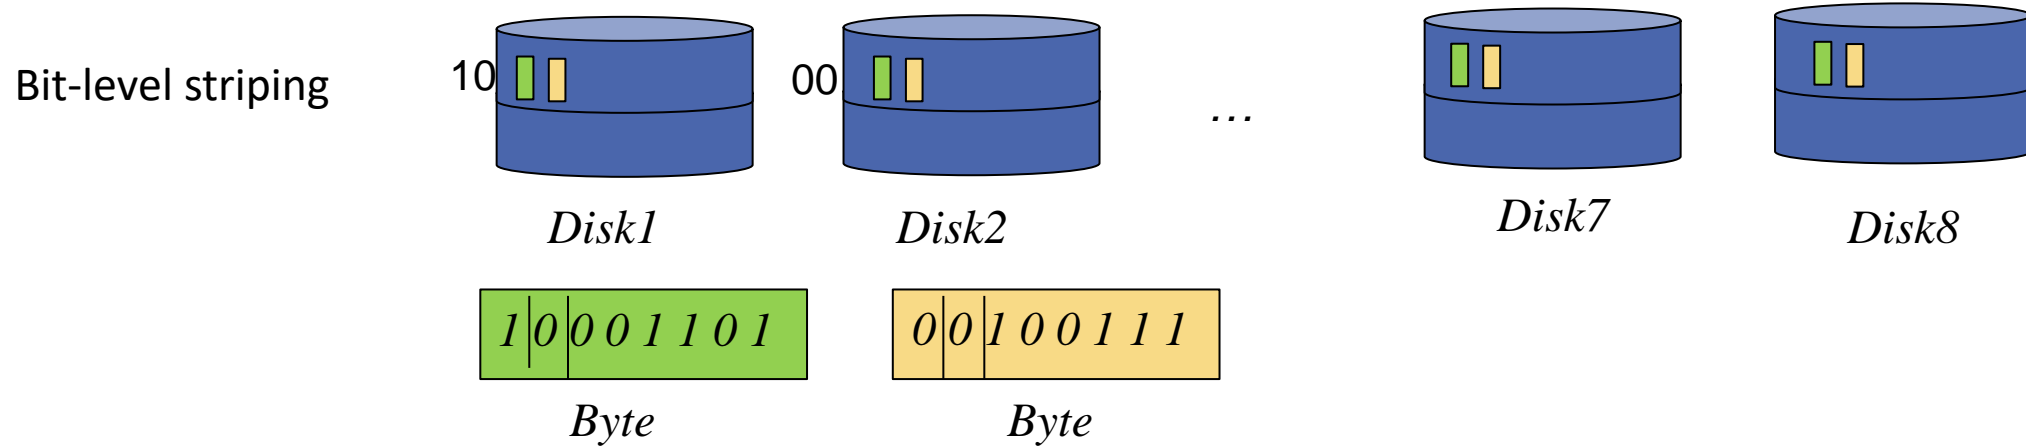 Bit-level striping
10
00
...
Disk1
Disk2
Disk7
Disk8
1 0 0 0 1 1 0 1
0 0 1 0 0 1 1 1
Byte
Byte